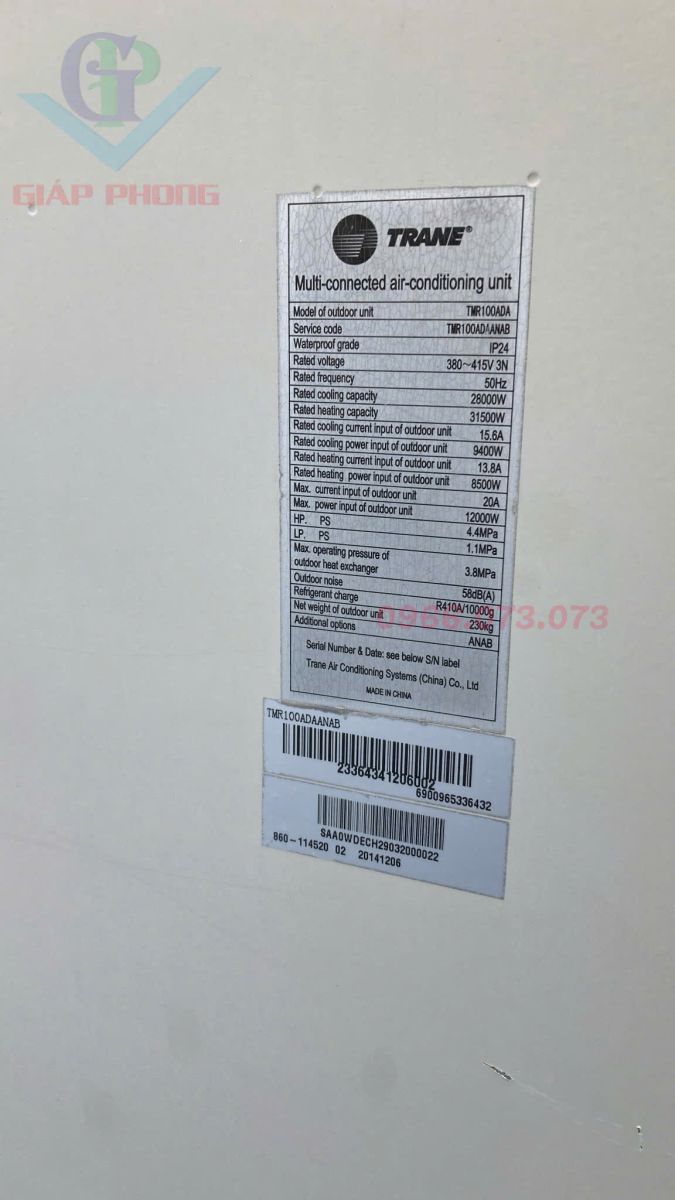 GP
GIÁP PHONG
TRANE®
Multi-connected air-conditioning unit
Model of outdoor unit TMR100ADA
Service code TMR100ADAANAB
Waterproof grade IP24
Rated voltage 380~415V 3N
Rated frequency 50Hz
Rated cooling capacity 28000W
Rated heating capacity 31500W
Rated cooling current input of outdoor unit 15.6A
Rated cooling power input of outdoor unit 9400W
Rated heating current input of outdoor unit 13.8A
Rated heating power input of outdoor unit 8500W
Max. current input of outdoor unit 20A
Max. power input of outdoor unit 12000W
HP. PS 4.4MPa
LP. PS 1.1MPa
Max. operating pressure of
outdoor heat exchanger 3.8MPa
Outdoor noise 58dB(A)
Refrigerant charge R410A/10000g
Net weight of outdoor unit 230kg
Additional options ANAB
Serial Number & Date: see below S/N label
Trane Air Conditioning Systems (China) Co., Ltd
MADE IN CHINA
TMR100ADAANAB
23364341206002
6900965336432
SAA0WDECH29032000022
860-114520 02 20141206